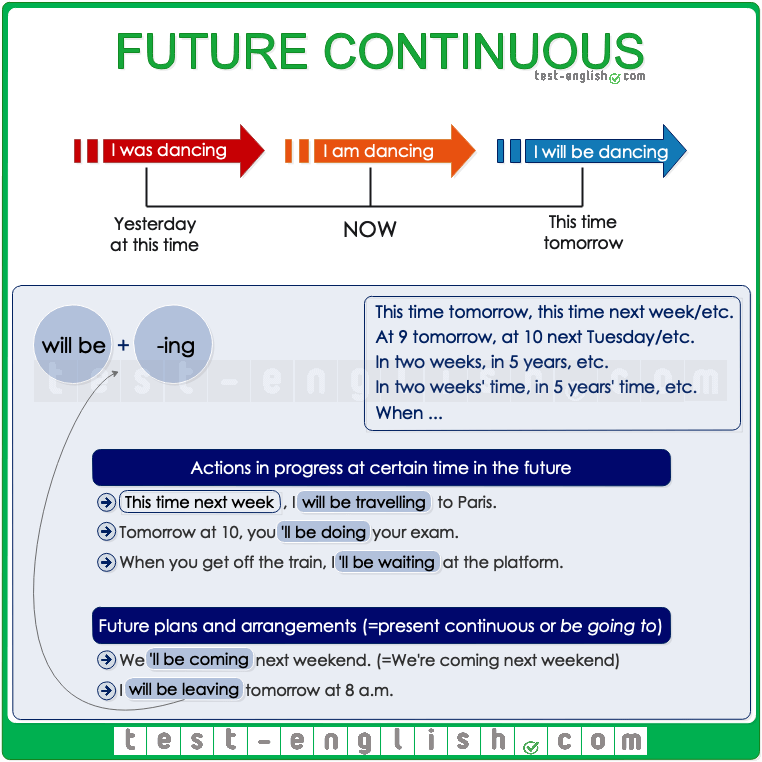 FUTURE CONTINUOUS
test-english.com
I was dancing
I am dancing
I will be dancing
Yesterday
at this time
NOW
This time
tomorrow
will be + -ing
This time tomorrow, this time next week/etc.
At 9 tomorrow, at 10 next Tuesday/etc.
In two weeks, in 5 years, etc.
In two weeks' time, in 5 years' time, etc.
When ...
test-english.com
Actions in progress at certain time in the future
This time next week, I will be travelling to Paris.
Tomorrow at 10, you 'll be doing your exam.
When you get off the train, I 'll be waiting at the platform.
Future plans and arrangements (=present continuous or be going to)
We 'll be coming next weekend. (=We're coming next weekend)
I will be leaving tomorrow at 8 a.m.
test-english.com